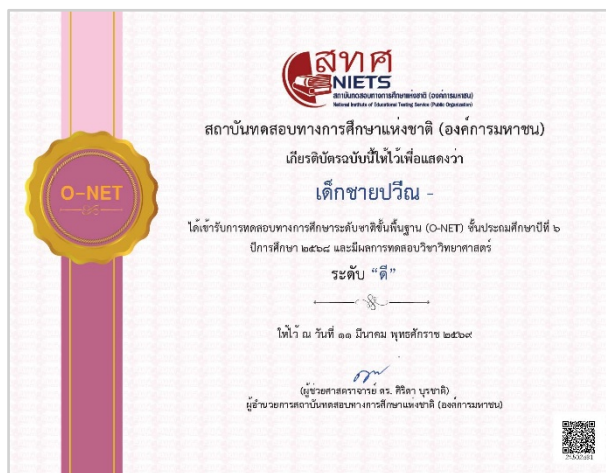 สทศ
NIETS
สถาบันทดสอบทางการศึกษาแห่งชาติ (องค์การมหาชน)
National Institute of Educational Testing Service (Public Organization)
สถาบันทดสอบทางการศึกษาแห่งชาติ (องค์การมหาชน)
เกียรติบัตรฉบับนี้ให้ไว้เพื่อแสดงว่า
เด็กชายปวีณ -
O-NET
ได้เข้ารับการทดสอบทางการศึกษาระดับชาติขั้นพื้นฐาน (O-NET) ชั้นประถมศึกษาปีที่ ๖
ปีการศึกษา ๒๕๖๘ และมีผลการทดสอบวิชาวิทยาศาสตร์
ระดับ “ดี”
ให้ไว้ ณ วันที่ ๑๑ มีนาคม พุทธศักราช ๒๕๖๙
(ผู้ช่วยศาสตราจารย์ ดร. ศิริดา บุรชาติ)
ผู้อำนวยการสถาบันทดสอบทางการศึกษาแห่งชาติ (องค์การมหาชน)